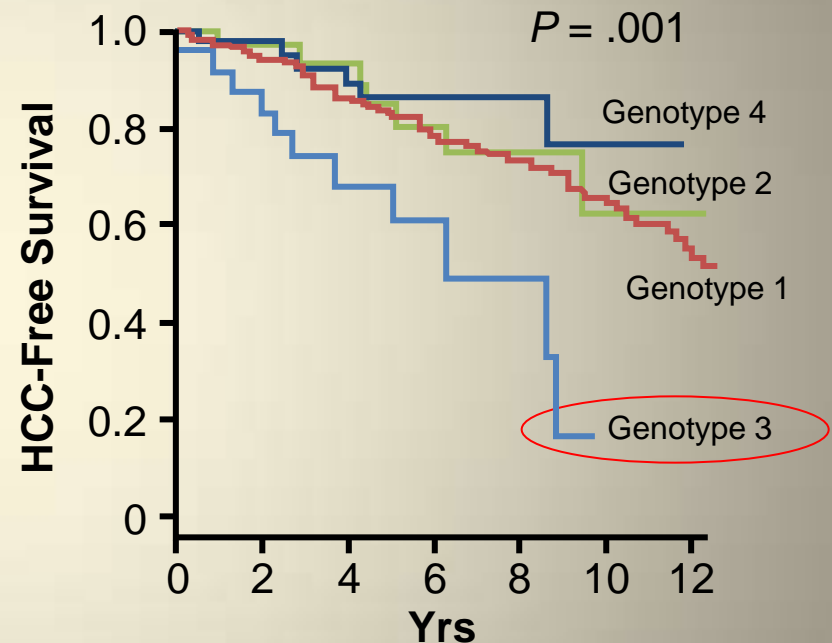 P = .001
HCC-Free Survival
1.0
0.8
0.6
0.4
0.2
0
Genotype 4
Genotype 2
Genotype 1
Genotype 3
0 2 4 6 8 10 12
Yrs